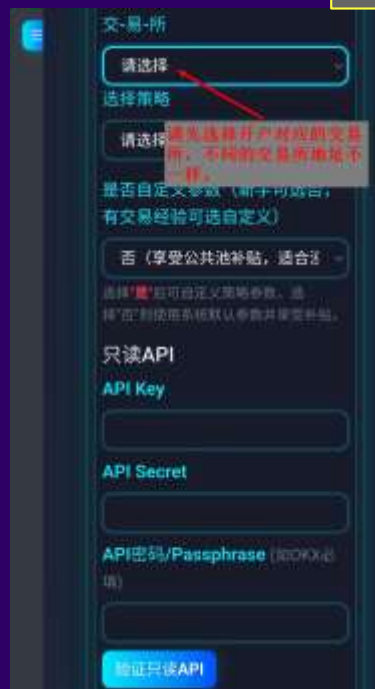 交-易-所
请选择
选择策略
请选择
请先选择开户对应的交易
所，不同的交易所地址不
一样。
是否自定义参数（新手可选否，
有交易经验可选自定义）
否（享受公共池补贴，适合
选择"是"后可自定义策略参数，选
择"否"则使用系统默认参数并享受补贴。
只读API
API Key
API Secret
API密码/Passphrase (如OKX必
填)
验证只读API